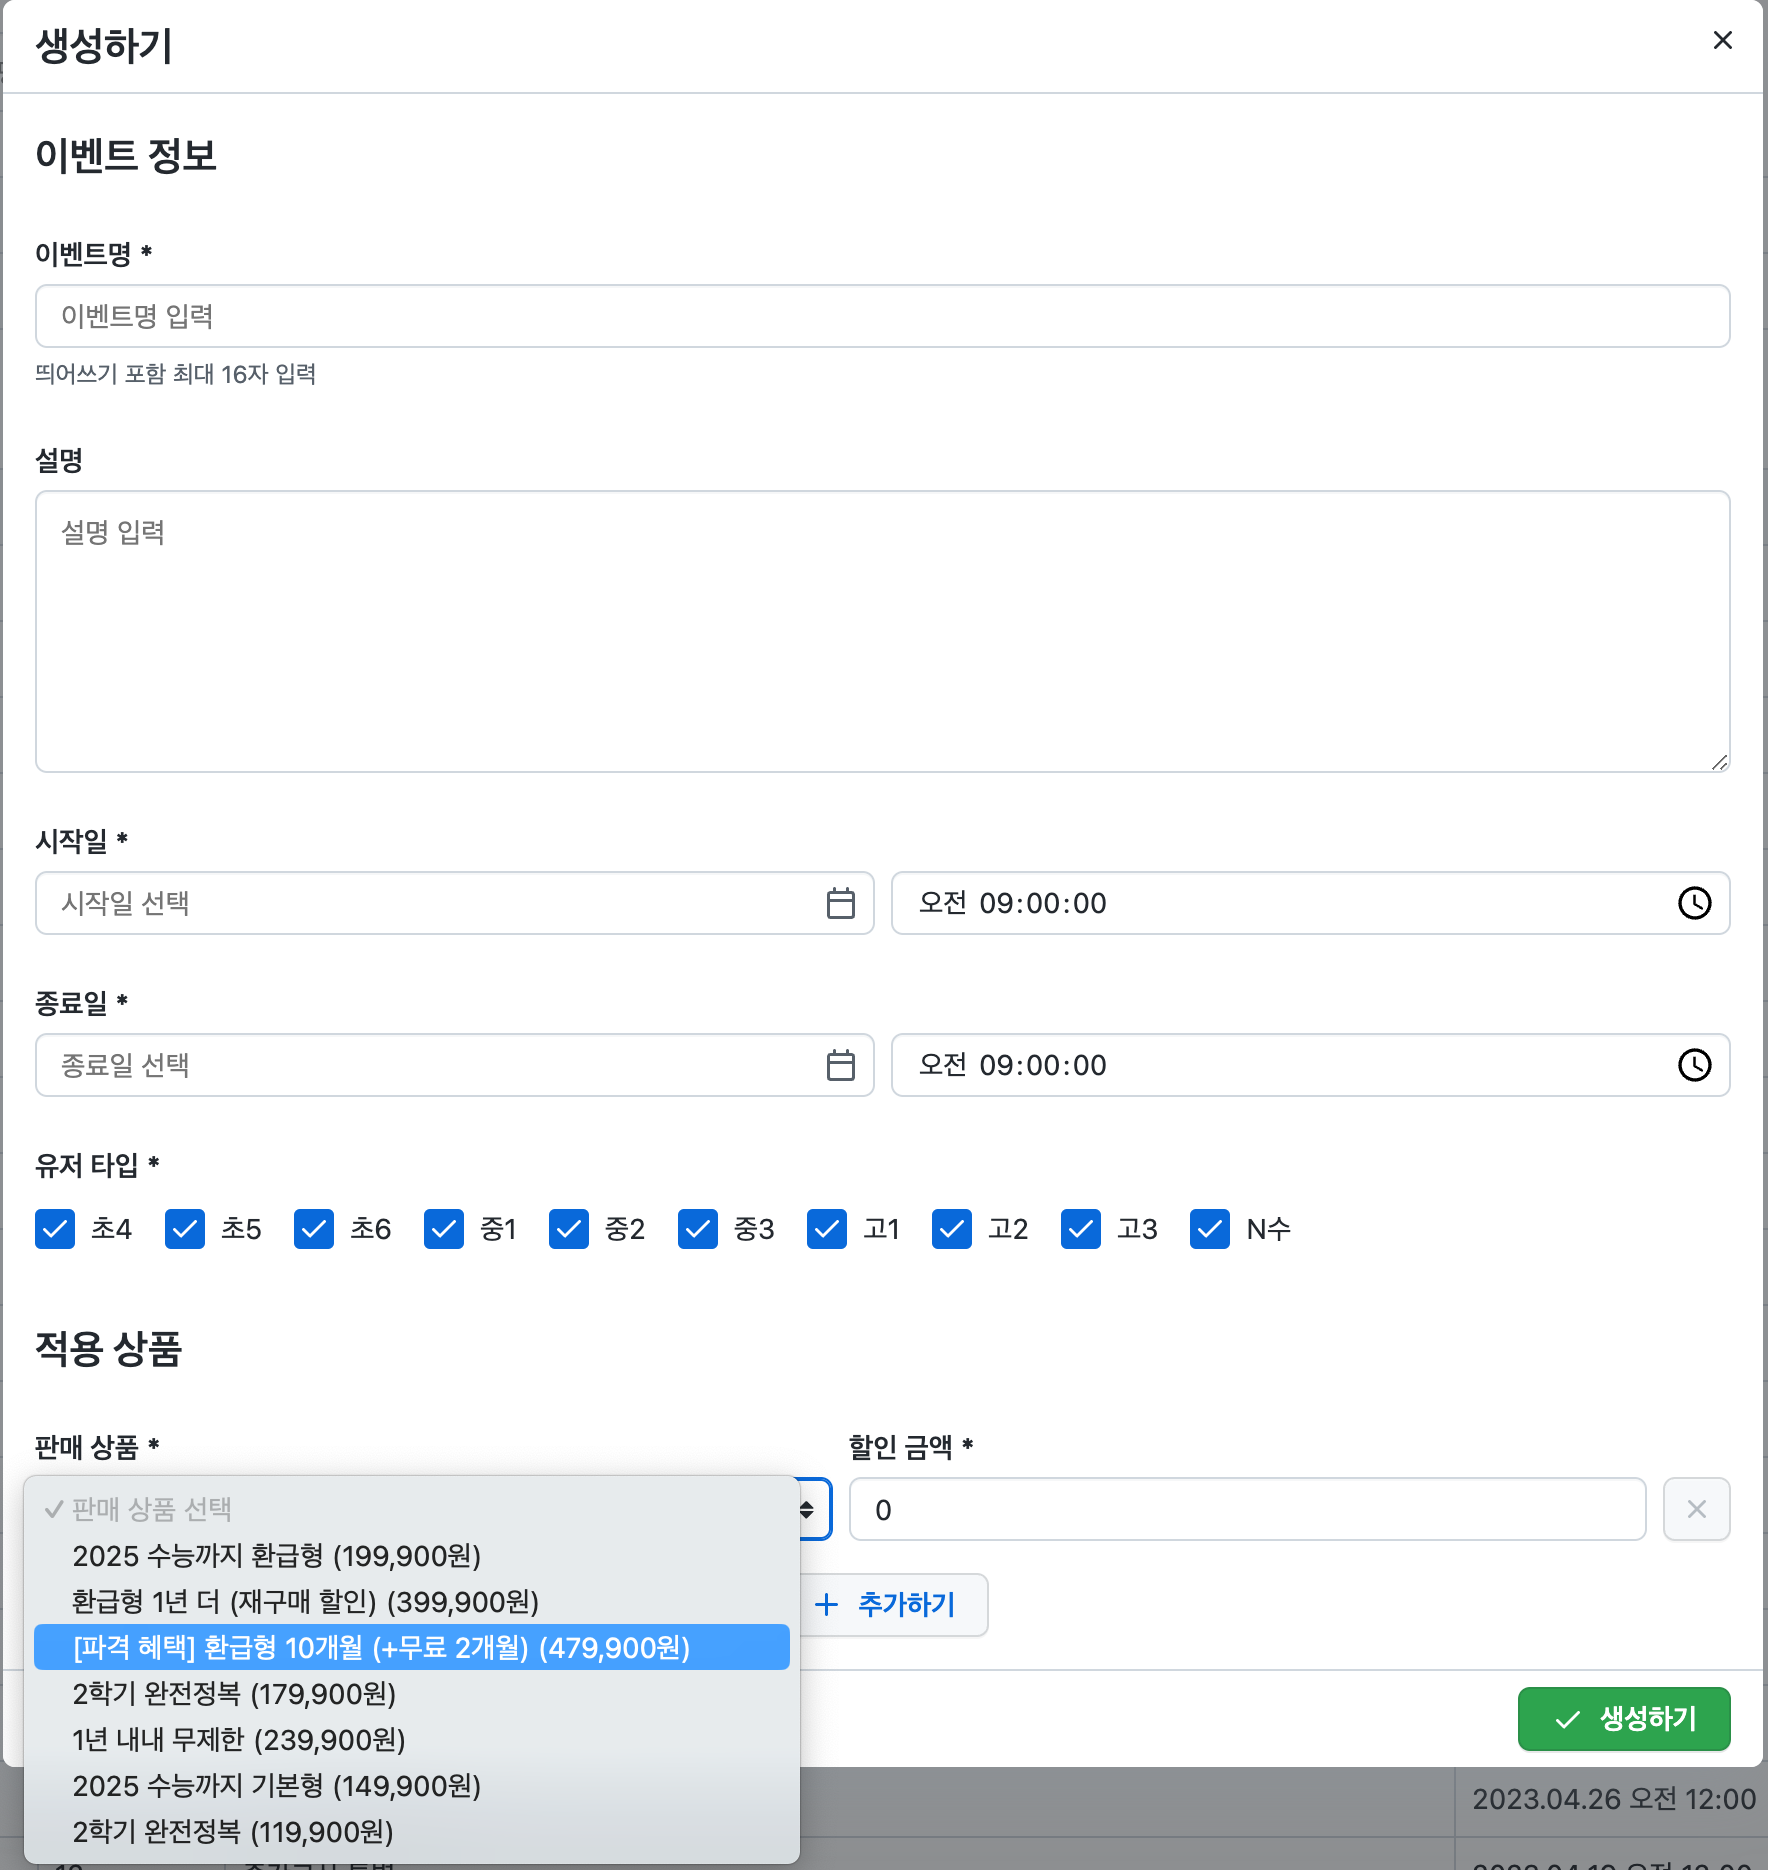 생성하기
이벤트 정보
이벤트명 *
이벤트명 입력
띄어쓰기 포함 최대 16자 입력
설명
설명 입력
시작일 *
시작일 선택
오전 09:00:00
종료일 *
종료일 선택
오전 09:00:00
유저 타입 *
초4 초5 초6 중1 중2 중3 고1 고2 고3 N수
적용 상품
판매 상품 *
할인 금액 *
판매 상품 선택
0
2025 수능까지 환급형 (199,900원)
환급형 1년 더 (재구매 할인) (399,900원)
추가하기
[파격 혜택] 환급형 10개월 (+무료 2개월) (479,900원)
2학기 완전정복 (179,900원)
생성하기
1년 내내 무제한 (239,900원)
2025 수능까지 기본형 (149,900원)
2023.04.26 오전 12:00
2학기 완전정복 (119,900원)